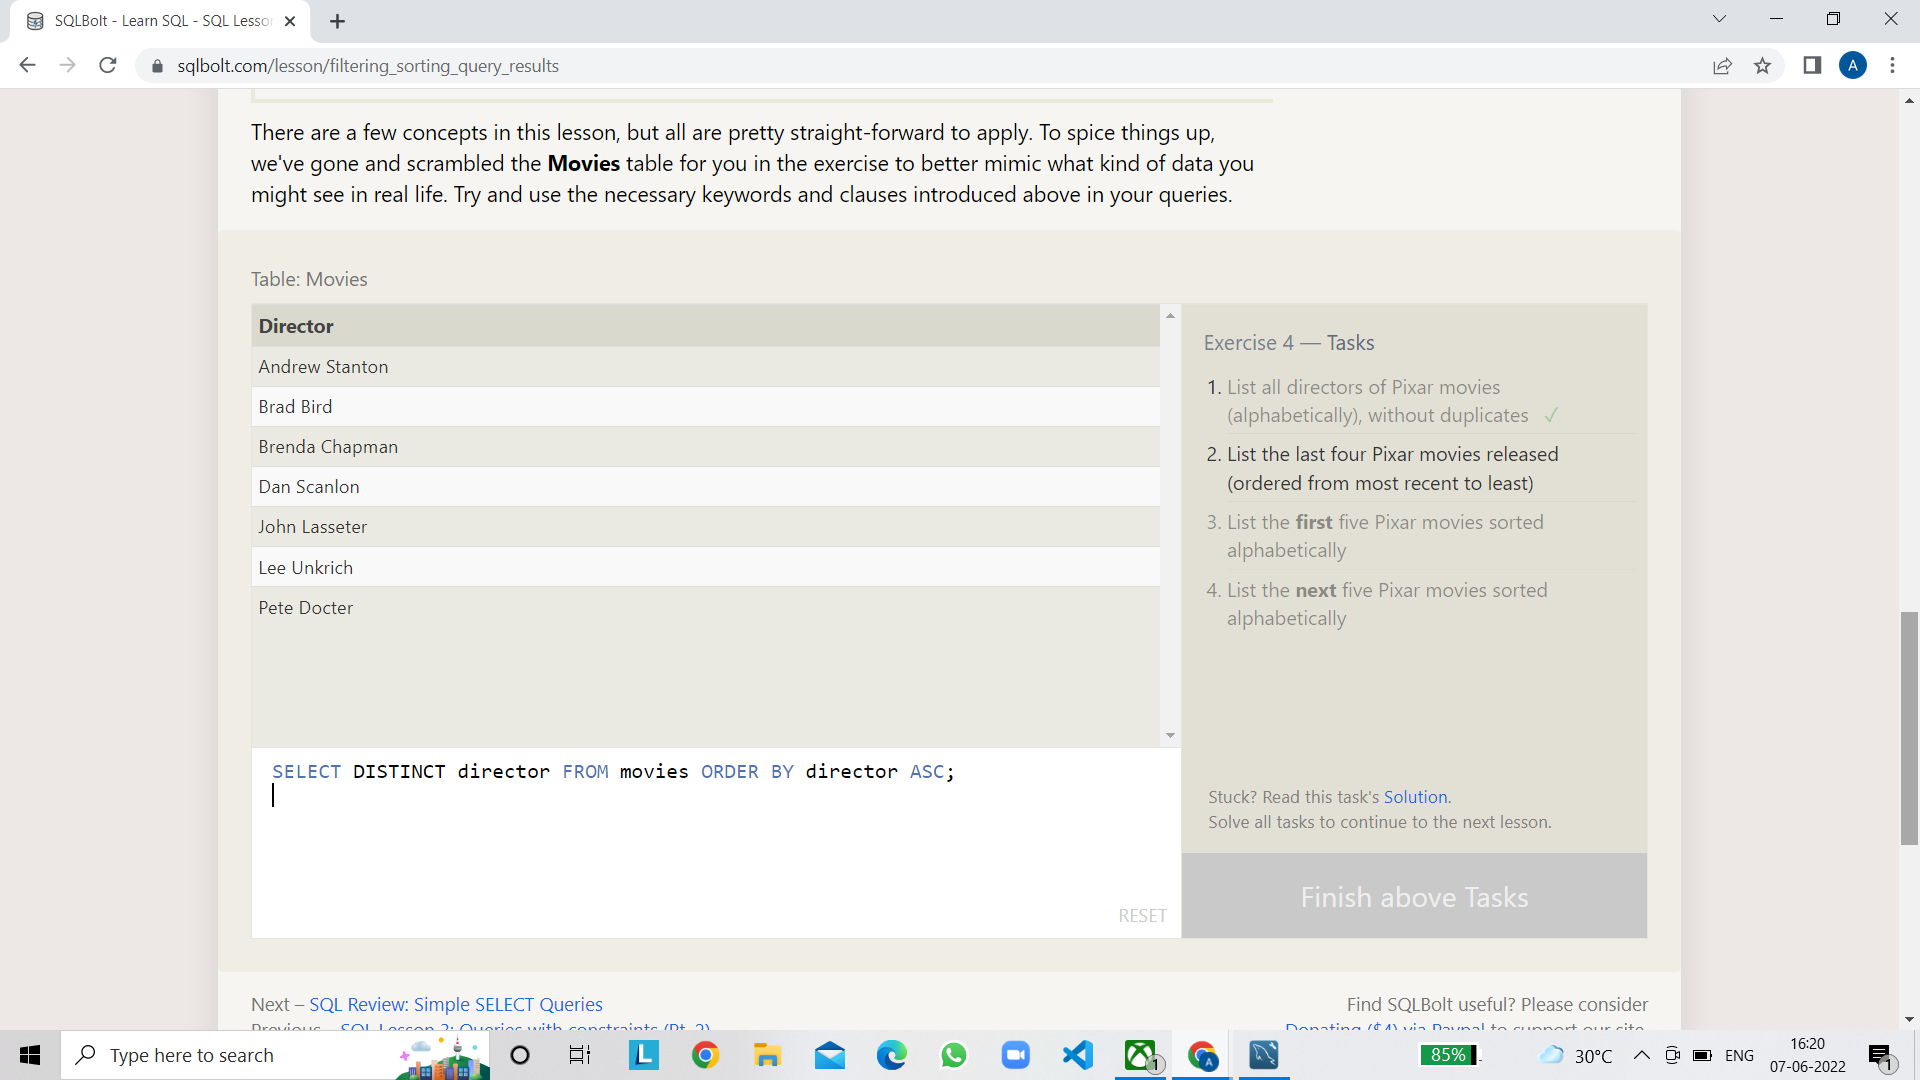 SQLBolt - Learn SQL - SQL Lesson
sqlbolt.com/lesson/filtering_sorting_query_results
A
There are a few concepts in this lesson, but all are pretty straight-forward to apply. To spice things up,
we've gone and scrambled the Movies table for you in the exercise to better mimic what kind of data you
might see in real life. Try and use the necessary keywords and clauses introduced above in your queries.
Table: Movies
Director
Andrew Stanton
Brad Bird
Brenda Chapman
Dan Scanlon
John Lasseter
Lee Unkrich
Pete Docter
SELECT DISTINCT director FROM movies ORDER BY director ASC;
RESET
Exercise 4 — Tasks
1. List all directors of Pixar movies
(alphabetically), without duplicates ✓
2. List the last four Pixar movies released
(ordered from most recent to least)
3. List the first five Pixar movies sorted
alphabetically
4. List the next five Pixar movies sorted
alphabetically
Stuck? Read this task's Solution.
Solve all tasks to continue to the next lesson.
Finish above Tasks
Next – SQL Review: Simple SELECT Queries
Previous – SQL Lesson 3: Queries with constraints (Pt. 2)
Find SQLBolt useful? Please consider
Donating ($4) via Paypal to support our site.
Type here to search
L
1
A
85%
30°C
ENG
16:20
07-06-2022
1